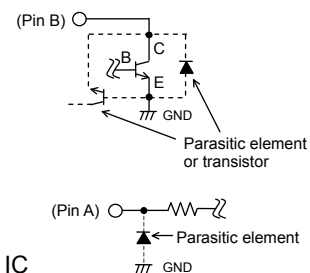 (Pin B)
C
B
E
GND
Parasitic element
or transistor
(Pin A)
Parasitic element
IC
GND